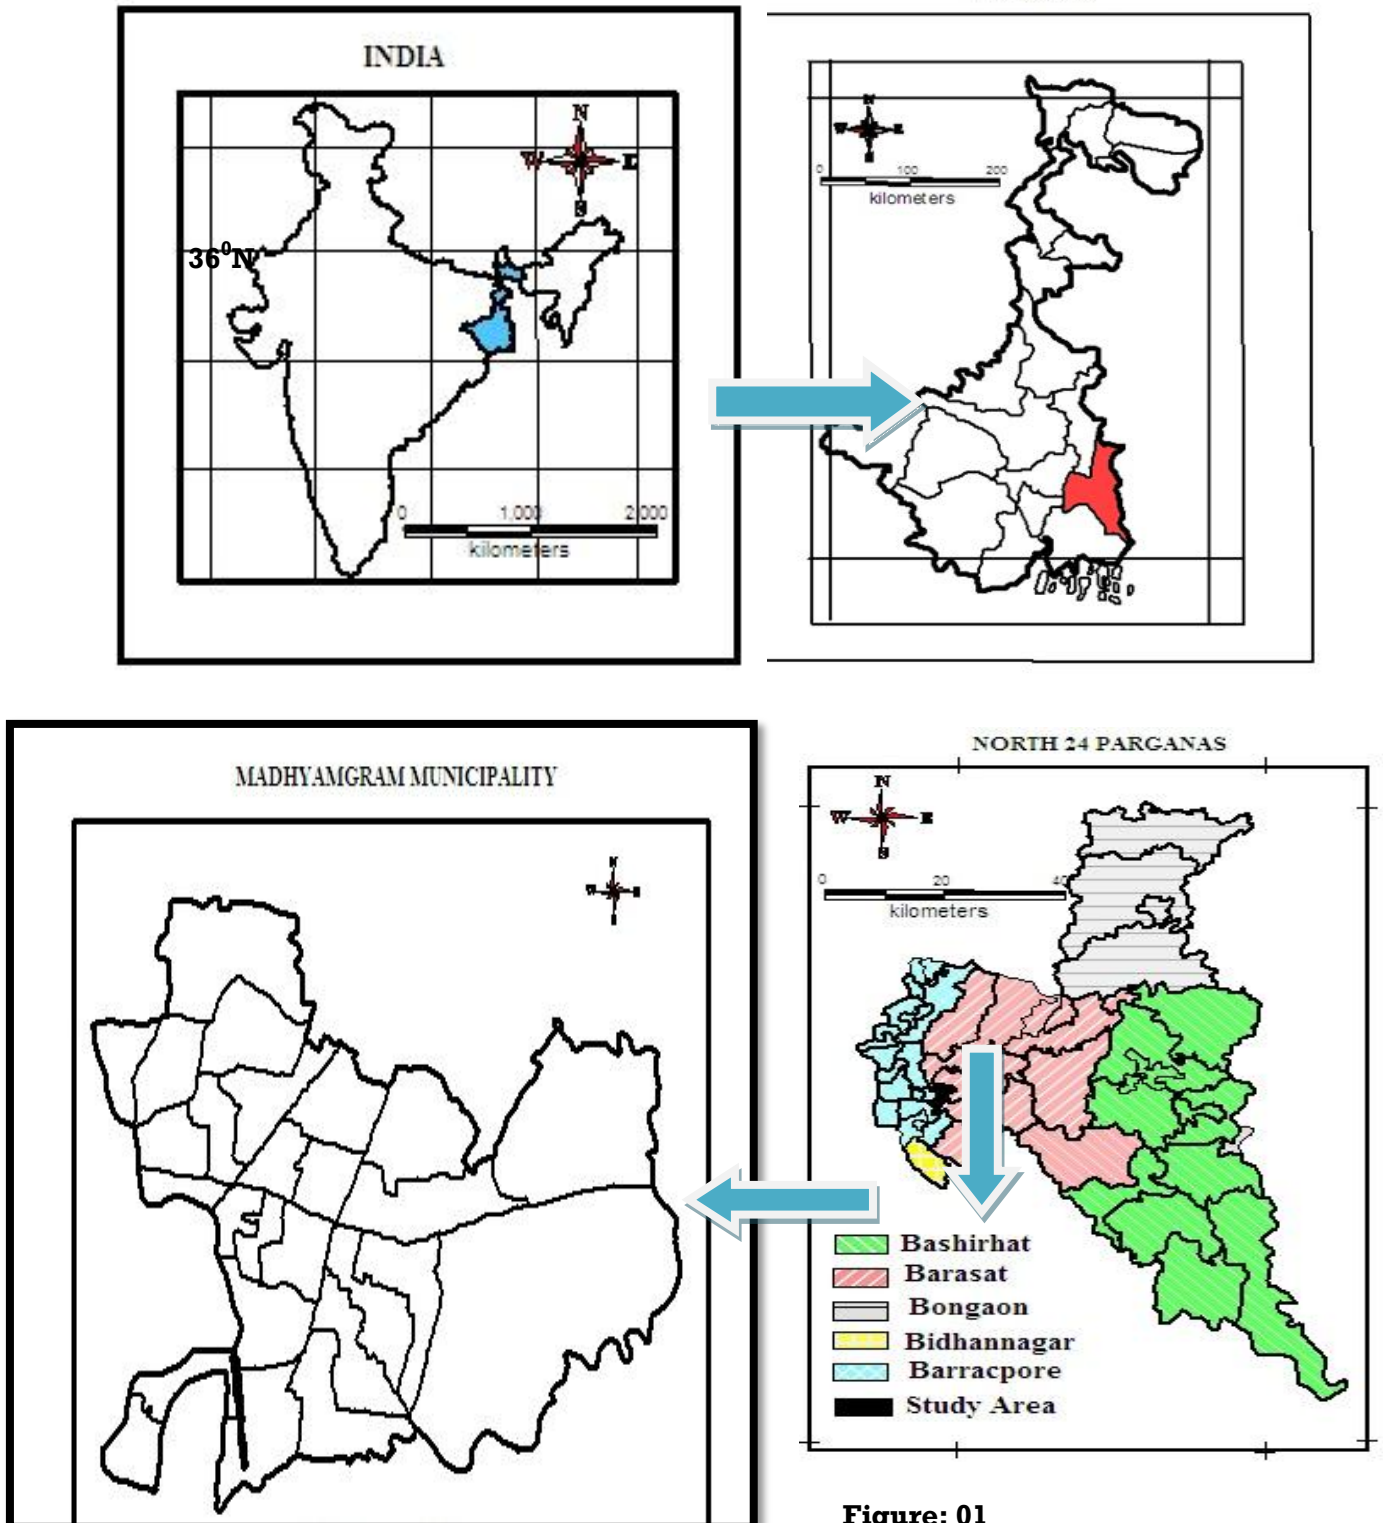 INDIA
N
W E
S
36⁰N
0 1,000 2,000
kilometers
N
W E
S
0 100 200
kilometers
MADHYAMGRAM MUNICIPALITY
N
W E
S
NORTH 24 PARGANAS
N
W E
S
0 20 40
kilometers
Bashirhat
Barasat
Bongaon
Bidhannagar
Barracpore
Study Area
Figure: 01